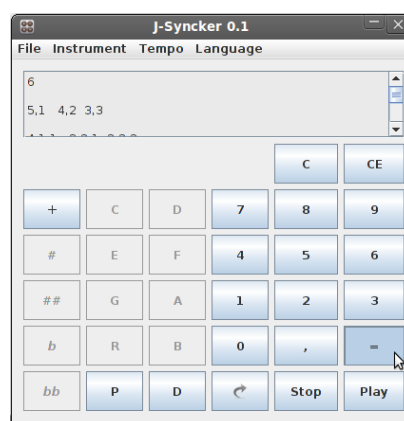 J-Syncker 0.1
File Instrument Tempo Language
6
5,1 4,2 3,3
C CE
+ C D 7 8 9
# E F 4 5 6
## G A 1 2 3
b R B 0 , =
bb P D Stop Play